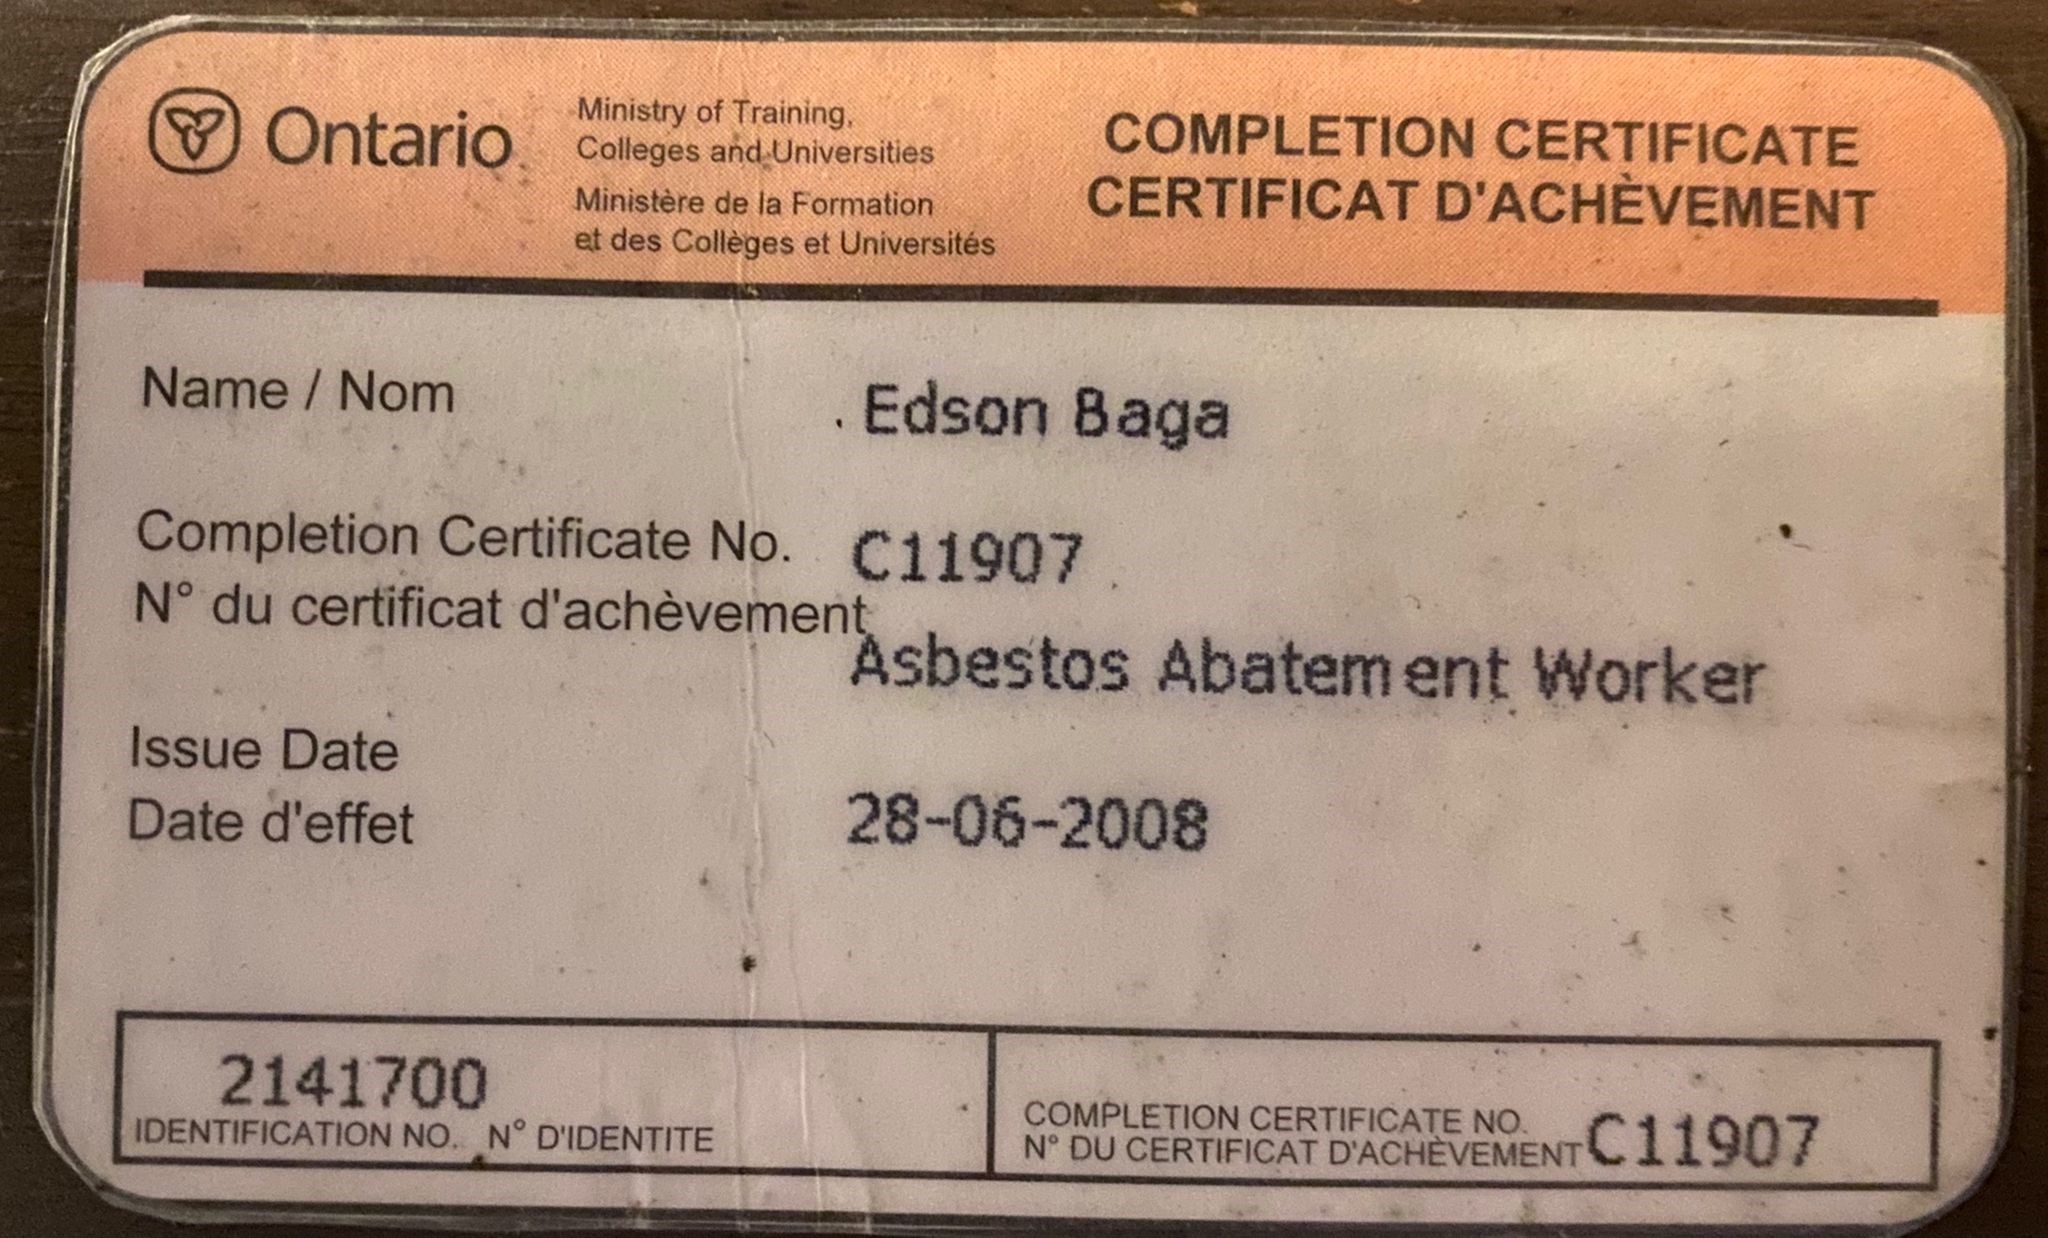 Ontario
Ministry of Training,
Colleges and Universities
Ministère de la Formation
et des Collèges et Universités
COMPLETION CERTIFICATE
CERTIFICAT D'ACHÈVEMENT
Name / Nom
Edson Baga
Completion Certificate No.
N° du certificat d'achèvement
C11907
Asbestos Abatement Worker
Issue Date
Date d'effet
28-06-2008
2141700
IDENTIFICATION NO. N° D'IDENTITE
COMPLETION CERTIFICATE NO.
N° DU CERTIFICAT D'ACHÈVEMENT C11907